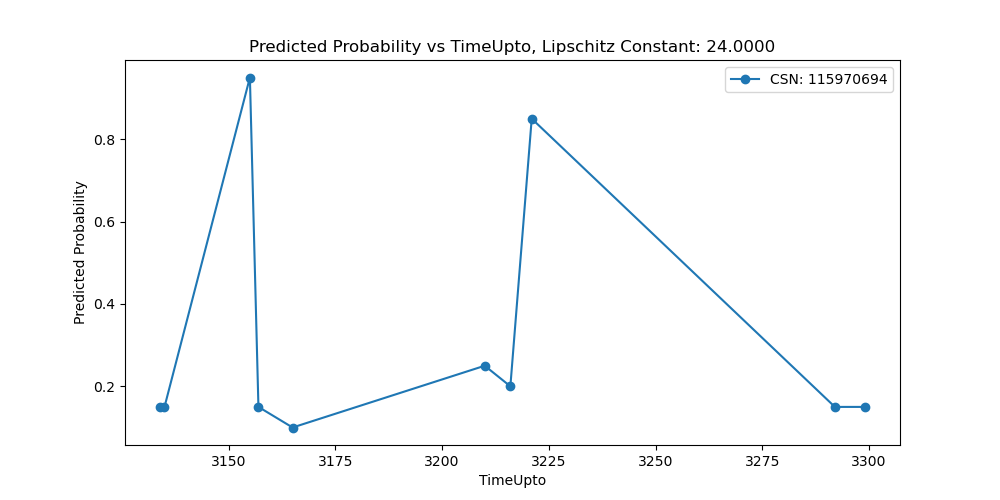 Predicted Probability vs TimeUpto, Lipschitz Constant: 24.0000
CSN: 115970694
Predicted Probability
0.8
0.6
0.4
0.2
3150 3175 3200 3225 3250 3275 3300
TimeUpto